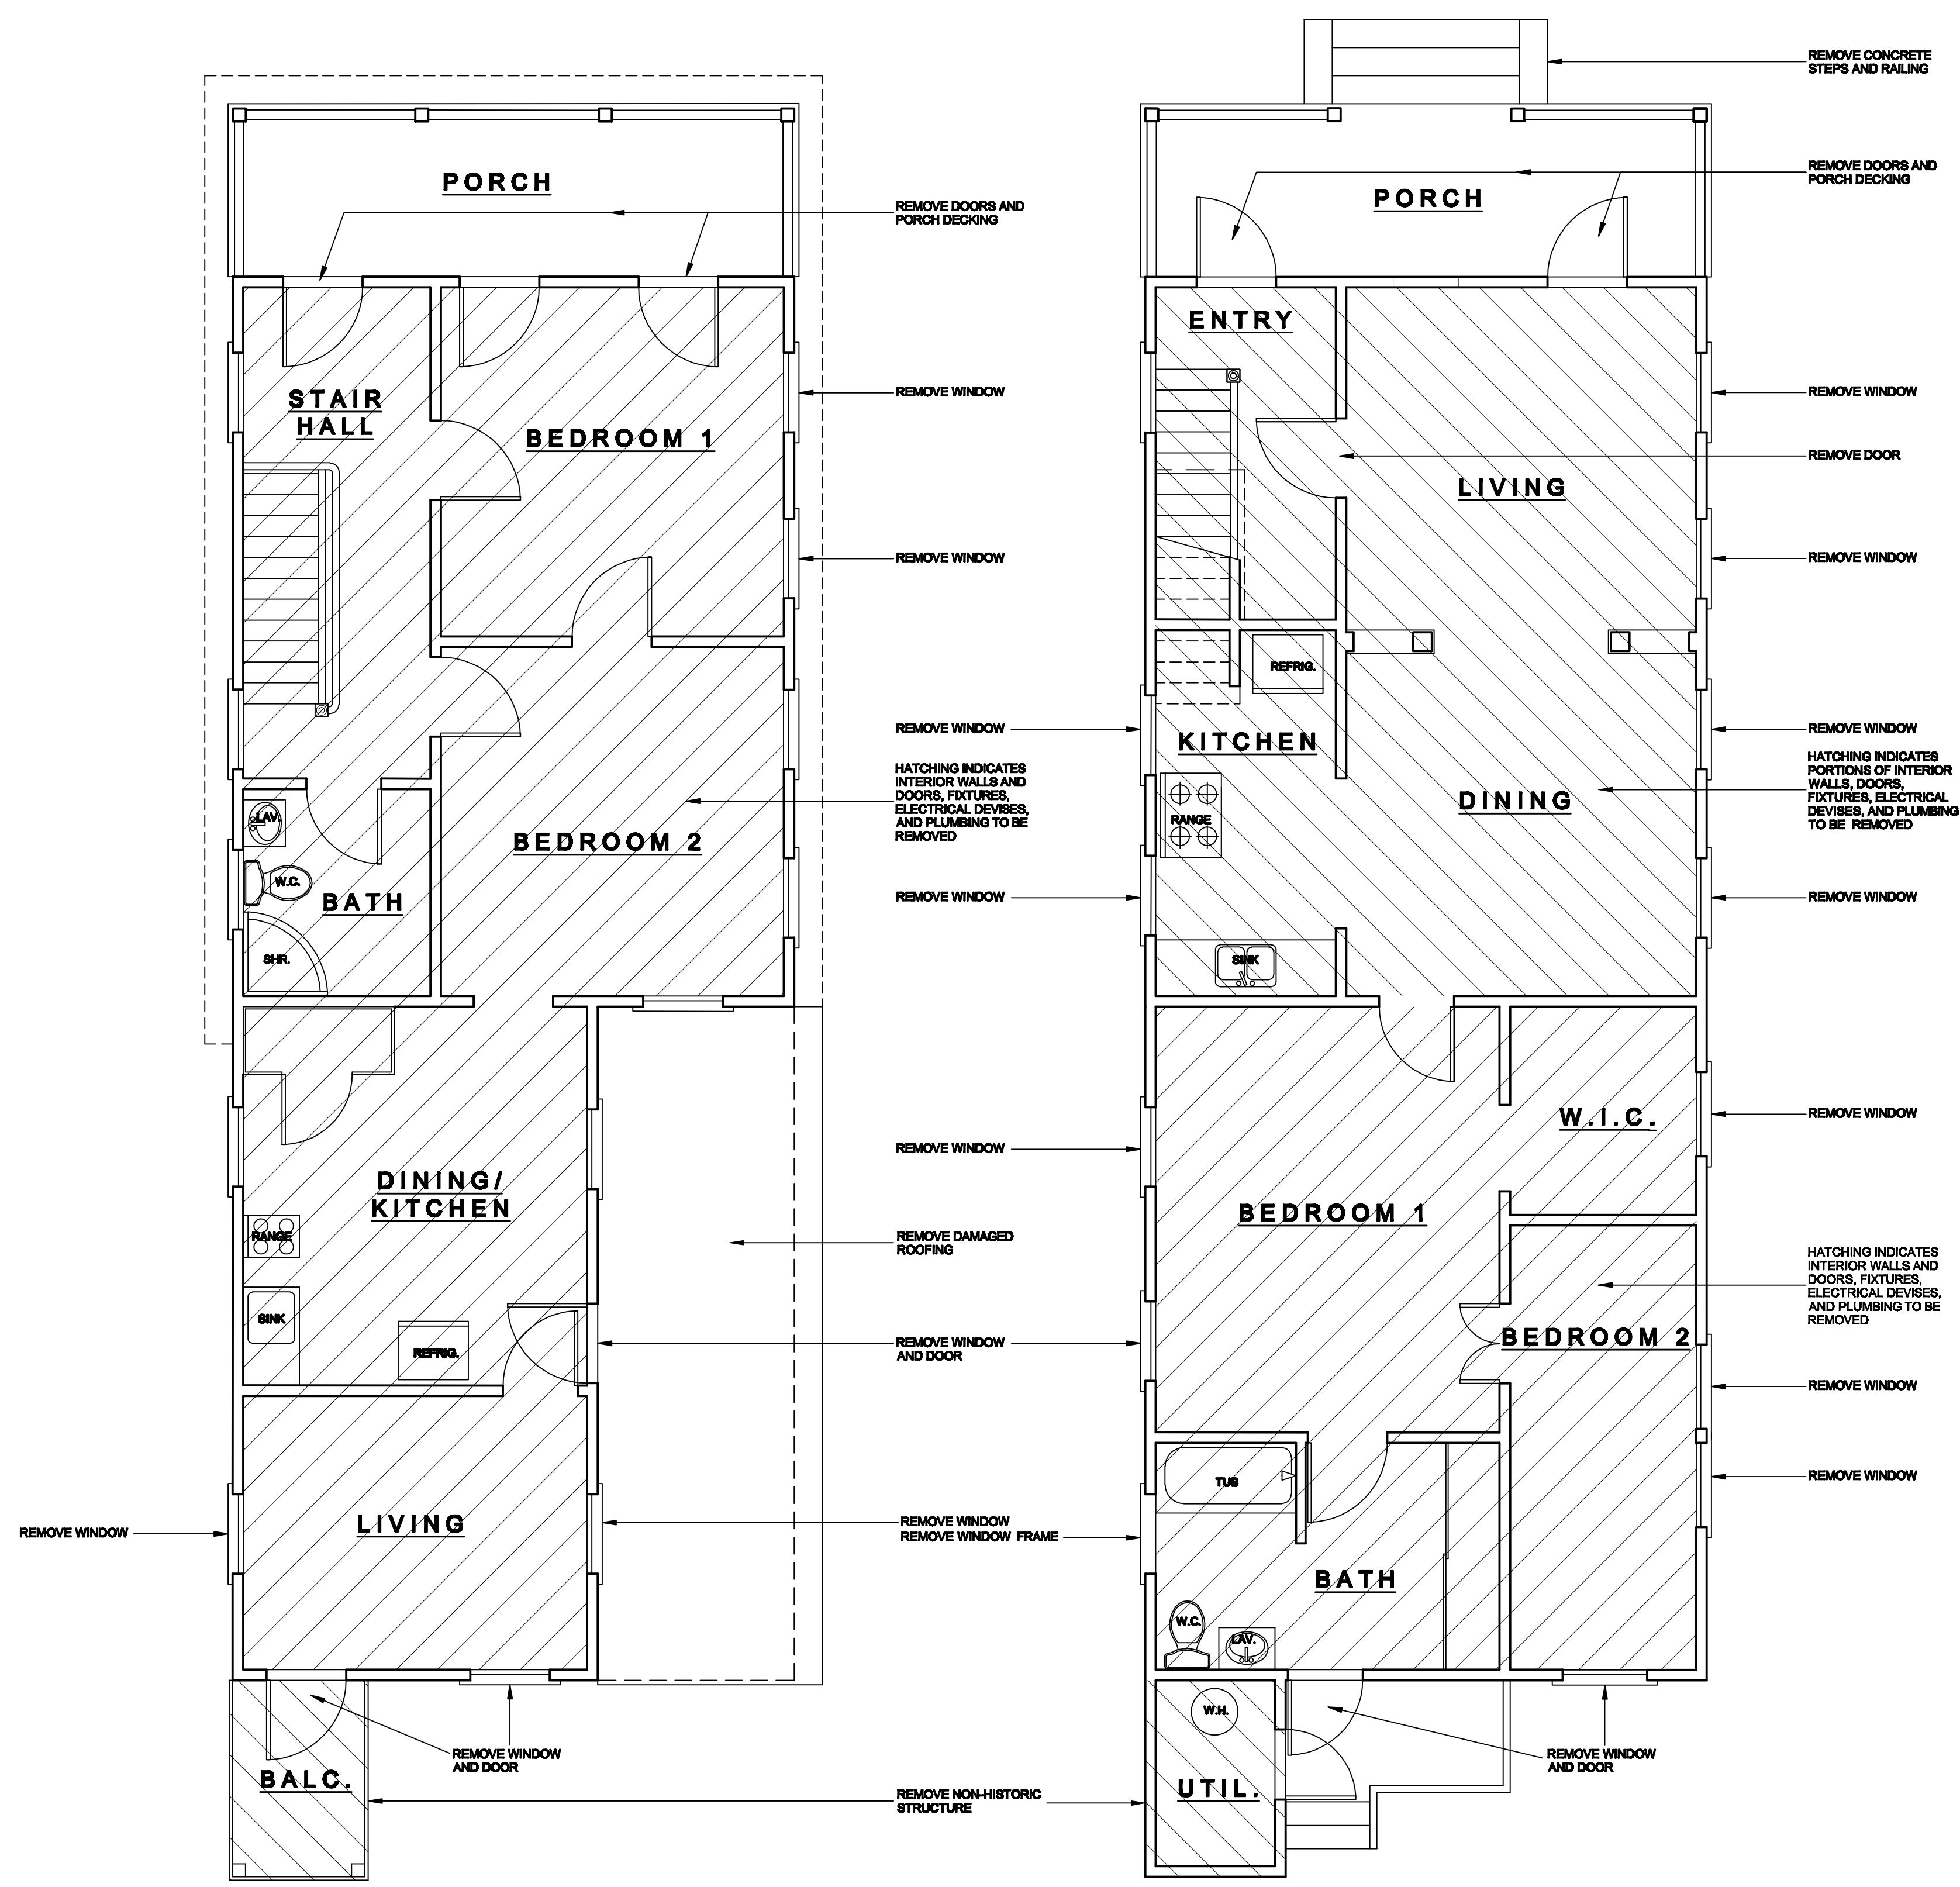 REMOVE CONCRETE
STEPS AND RAILING
PORCH
REMOVE DOORS AND
PORCH DECKING
PORCH
REMOVE DOORS AND
PORCH DECKING
STAIR
HALL
BEDROOM 1
REMOVE WINDOW
REMOVE WINDOW
BEDROOM 2
HATCHING INDICATES
INTERIOR WALLS AND
DOORS, FIXTURES,
ELECTRICAL DEVISES,
AND PLUMBING TO BE
REMOVED
LAV.
W.C.
BATH
SHR.
DINING/
KITCHEN
RANGE
SINK
REFRIG.
REMOVE DAMAGED
ROOFING
REMOVE WINDOW
AND DOOR
LIVING
REMOVE WINDOW
REMOVE WINDOW
REMOVE WINDOW FRAME
REMOVE WINDOW
AND DOOR
BALC.
REMOVE NON-HISTORIC
STRUCTURE
ENTRY
LIVING
REMOVE WINDOW
REMOVE DOOR
REMOVE WINDOW
REFRIG.
REMOVE WINDOW
KITCHEN
REMOVE WINDOW
RANGE
DINING
HATCHING INDICATES
PORTIONS OF INTERIOR
WALLS, DOORS,
FIXTURES, ELECTRICAL
DEVISES, AND PLUMBING
TO BE REMOVED
REMOVE WINDOW
REMOVE WINDOW
SINK
W.I.C.
REMOVE WINDOW
REMOVE WINDOW
BEDROOM 1
HATCHING INDICATES
INTERIOR WALLS AND
DOORS, FIXTURES,
ELECTRICAL DEVISES,
AND PLUMBING TO BE
REMOVED
BEDROOM 2
REMOVE WINDOW
REMOVE WINDOW
TUB
BATH
W.C.
LAV.
W.H.
UTIL.
REMOVE WINDOW
AND DOOR